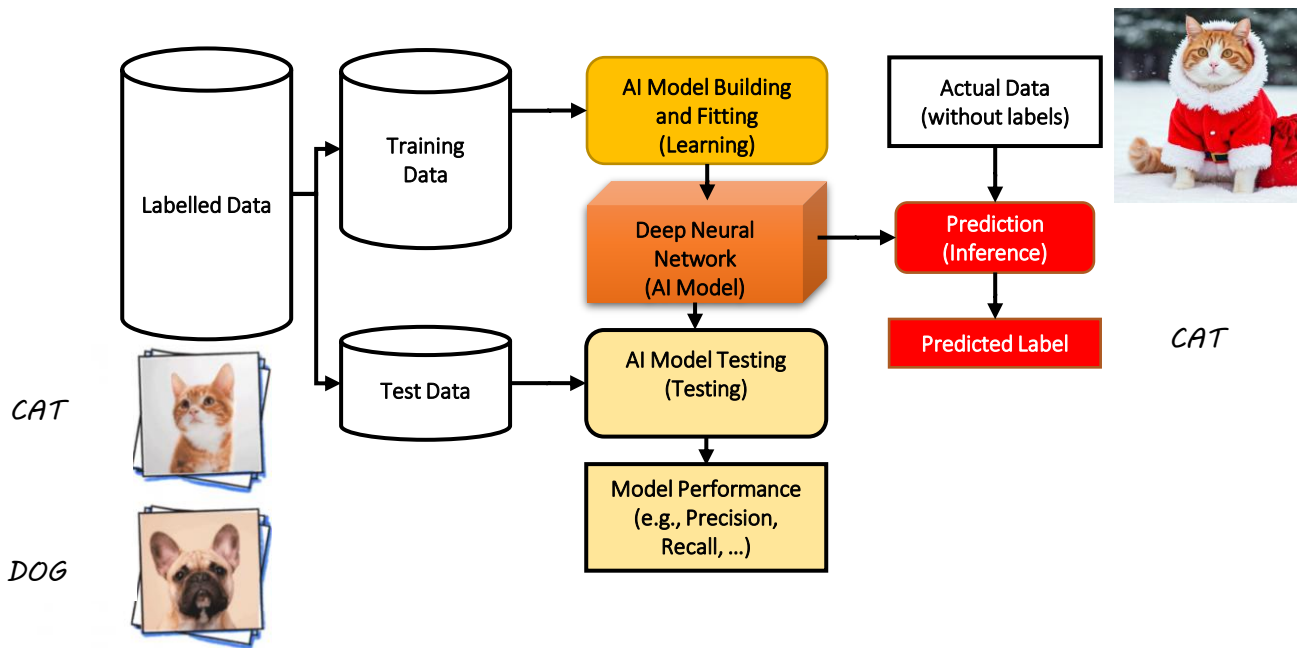 Labelled Data
Training
Data
Test Data
AI Model Building
and Fitting
(Learning)
Deep Neural
Network
(AI Model)
AI Model Testing
(Testing)
Model Performance
(e.g., Precision,
Recall, ...)
Actual Data
(without labels)
Prediction
(Inference)
Predicted Label
CAT
CAT
DOG